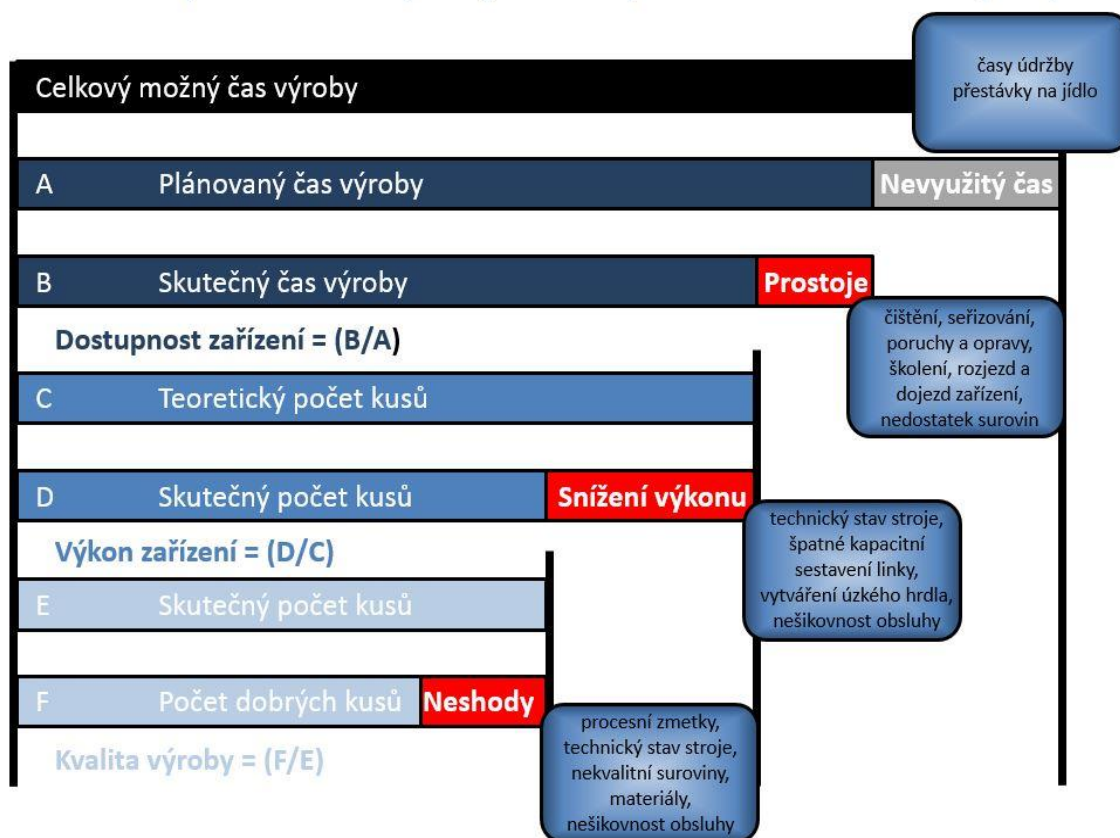 Celkový možný čas výroby
časy údržby
přestávky na jídlo
A Plánovaný čas výroby Nevyužitý čas
B Skutečný čas výroby Prostoje
Dostupnost zařízení = (B/A)
čištění, seřizování,
poruchy a opravy,
školení, rozjezd a
dojezd zařízení,
nedostatek surovin
C Teoretický počet kusů
D Skutečný počet kusů Snížení výkonu
Výkon zařízení = (D/C)
technický stav stroje,
špatné kapacitní
sestavení linky,
vytváření úzkého hrdla,
nešikovnost obsluhy
E Skutečný počet kusů
F Počet dobrých kusů Neshody
Kvalita výroby = (F/E)
procesní zmetky,
technický stav stroje,
nekvalitní suroviny,
materiály,
nešikovnost obsluhy